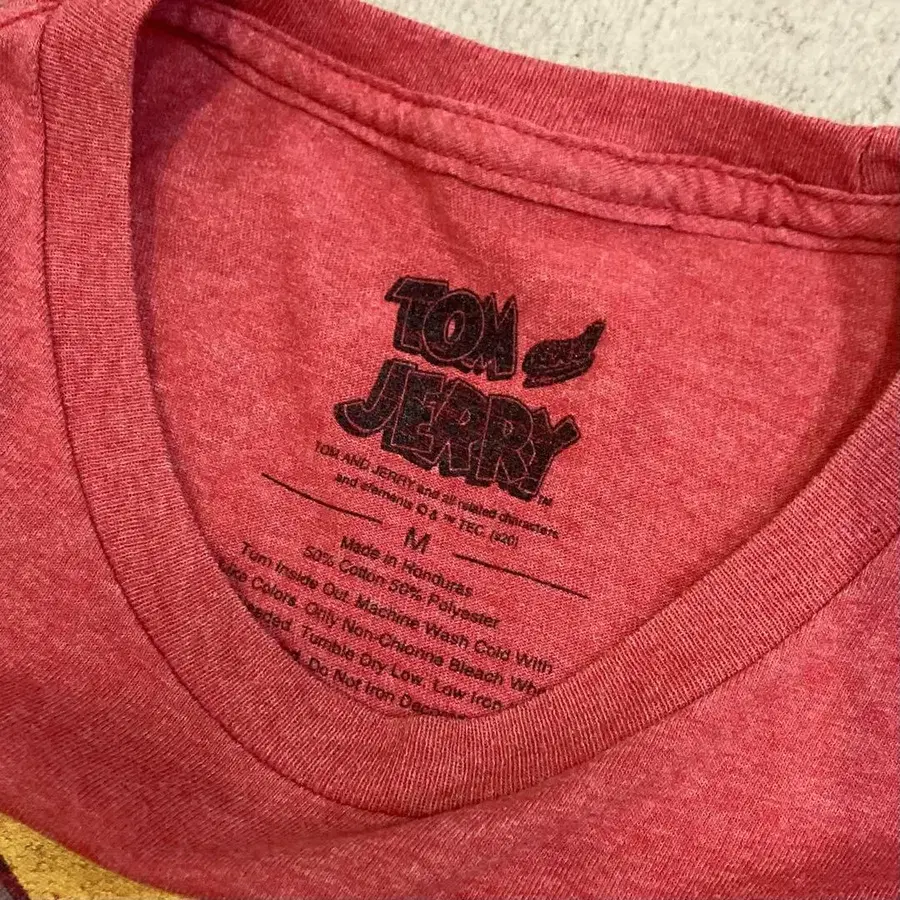 TOM and
JERRY™
TOM AND JERRY and all related characters
and elements © & ™ TEC. (s20)
M
Made in Honduras
50% Cotton 50% Polyester
Turn Inside Out. Machine Wash Cold With
Colors. Only Non-Chlorine Bleach
Tumble Dry Low. Low Iron
Do Not Iron